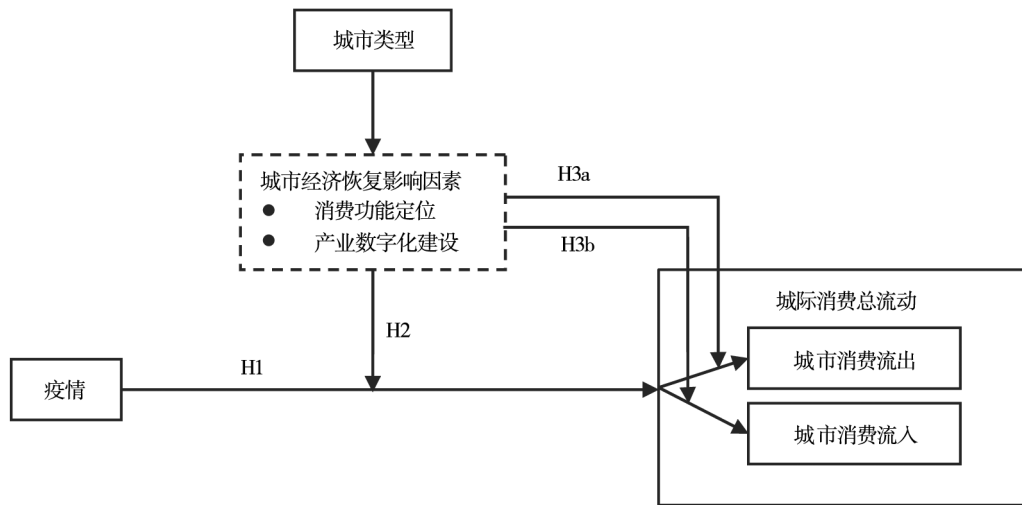 城市类型
城市经济恢复影响因素
● 消费功能定位
● 产业数字化建设
H3a
H3b
城际消费总流动
H2
城市消费流出
H1
疫情
城市消费流入